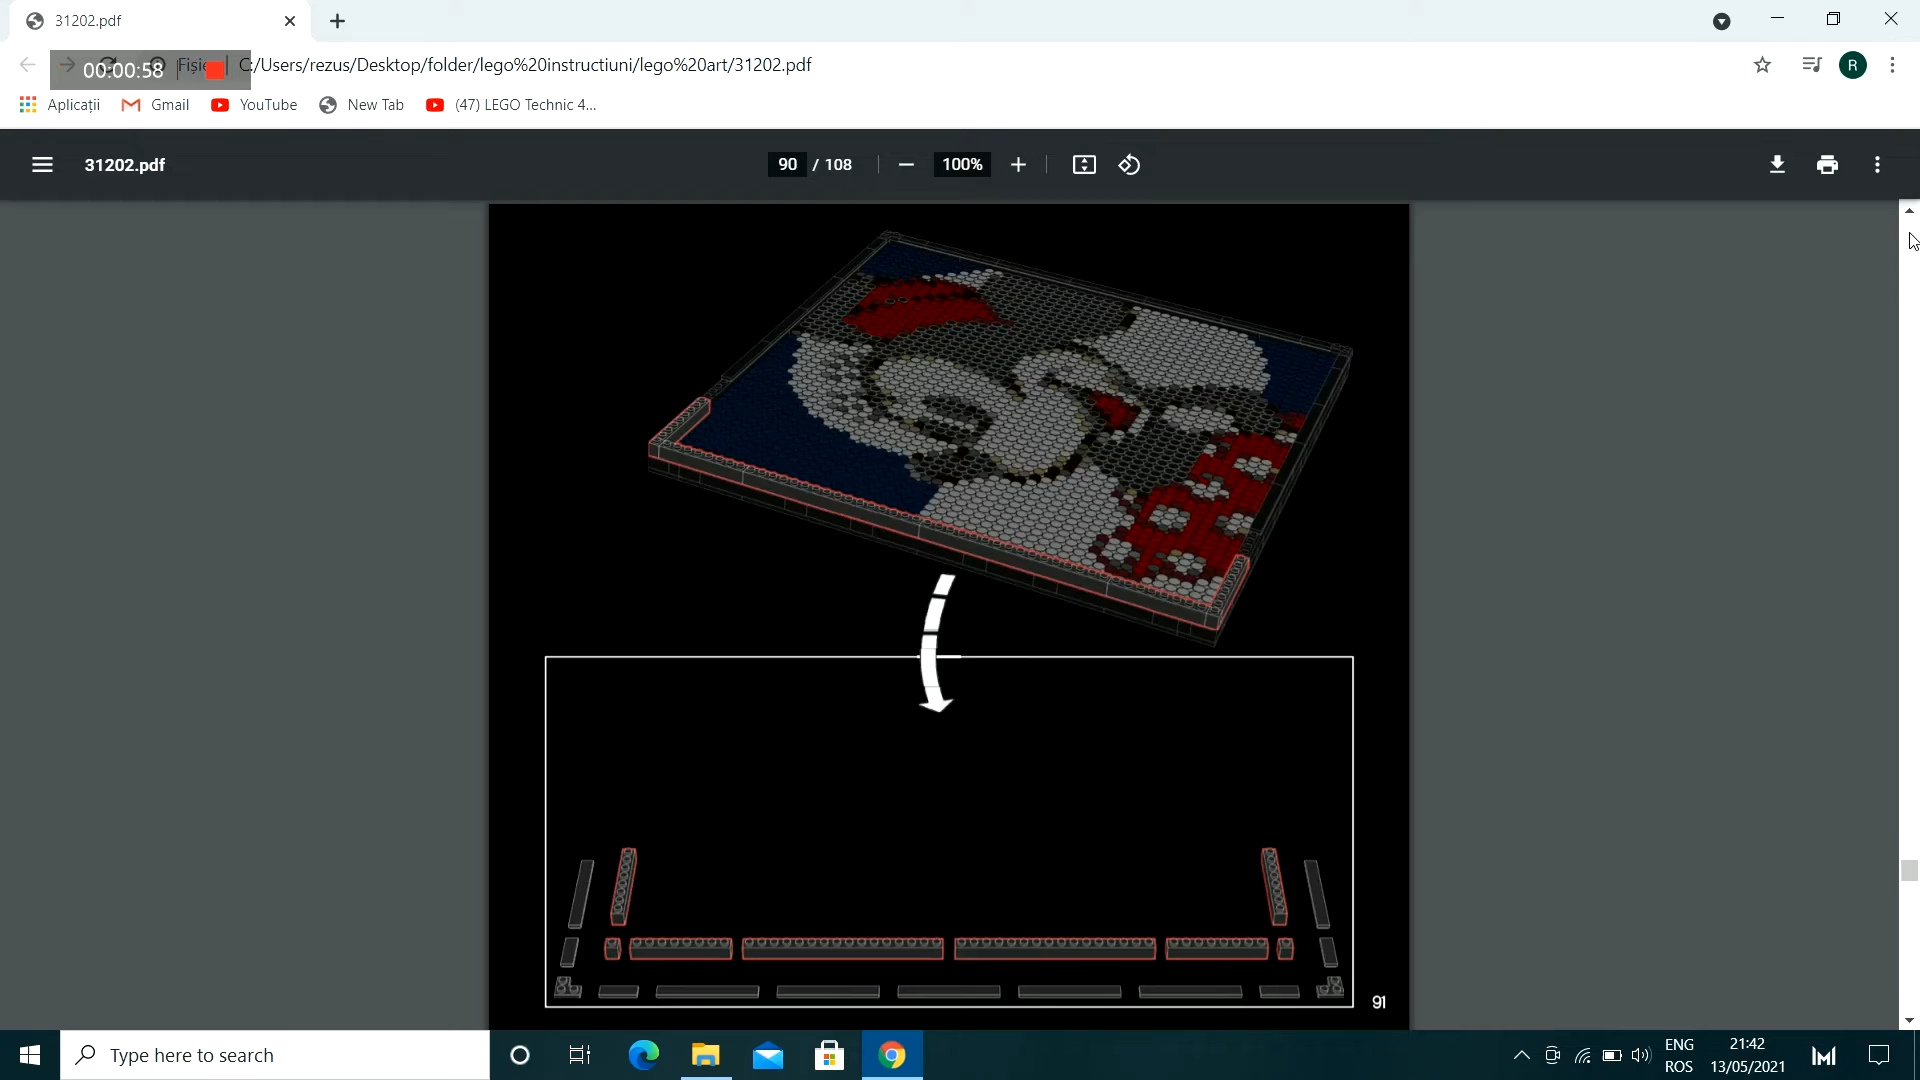 31202.pdf
00:00:58
Fișie
C:/Users/rezus/Desktop/folder/lego%20instructiuni/lego%20art/31202.pdf
R
Aplicații
Gmail
YouTube
New Tab
(47) LEGO Technic 4...
31202.pdf
90 / 108
100%
91
Type here to search
ENG
ROS
21:42
13/05/2021